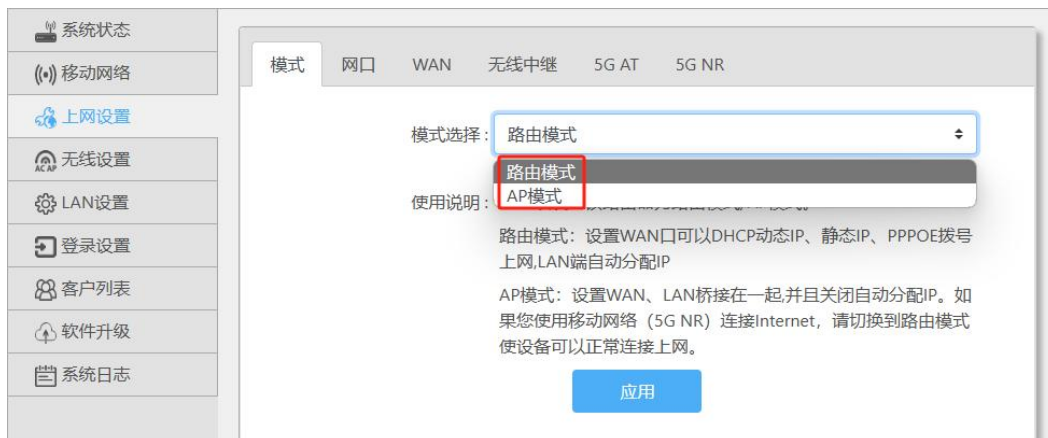 系统状态
移动网络
上网设置
无线设置
LAN设置
登录设置
客户列表
软件升级
系统日志
模式 网口 WAN 无线中继 5G AT 5G NR
模式选择: 路由模式
路由模式
AP模式
使用说明:
路由模式：设置WAN口可以DHCP动态IP、静态IP、PPPOE拨号
上网,LAN端自动分配IP
AP模式：设置WAN、LAN桥接在一起,并且关闭自动分配IP。如
果您使用移动网络（5G NR）连接Internet，请切换到路由模式
使设备可以正常连接上网。
应用